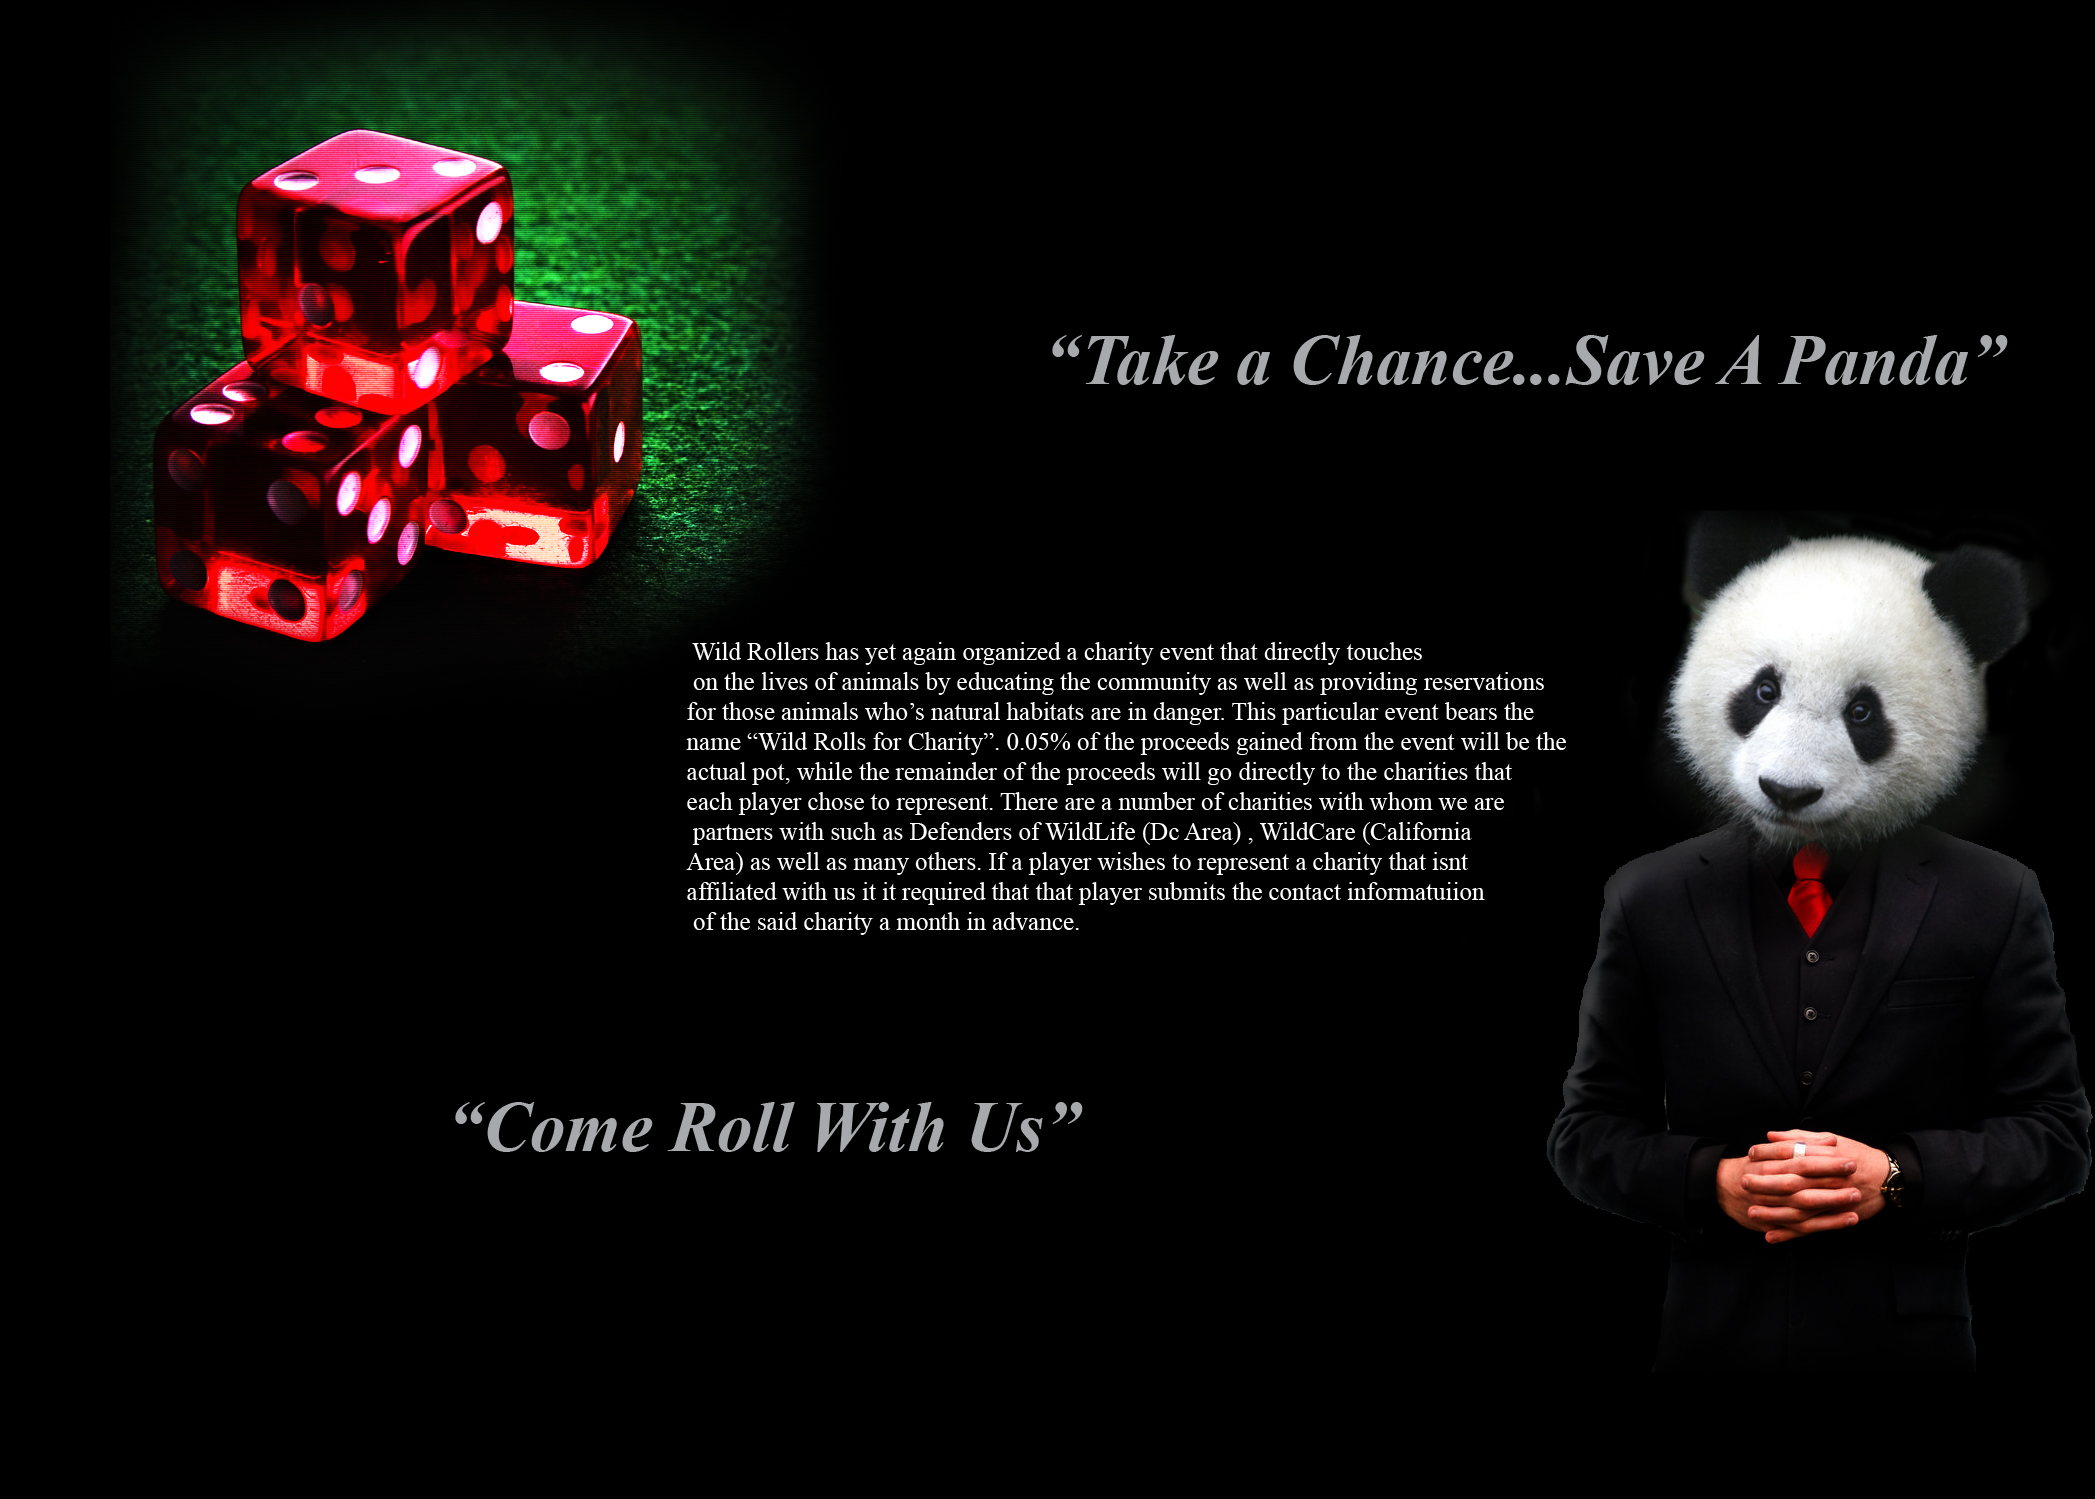 “Take a Chance...Save A Panda”
Wild Rollers has yet again organized a charity event that directly touches
on the lives of animals by educating the community as well as providing reservations
for those animals who’s natural habitats are in danger. This particular event bears the
name “Wild Rolls for Charity”. 0.05% of the proceeds gained from the event will be the
actual pot, while the remainder of the proceeds will go directly to the charities that
each player chose to represent. There are a number of charities with whom we are
partners with such as Defenders of WildLife (Dc Area) , WildCare (California
Area) as well as many others. If a player wishes to represent a charity that isnt
affiliated with us it it required that that player submits the contact informatuiion
of the said charity a month in advance.
“Come Roll With Us”